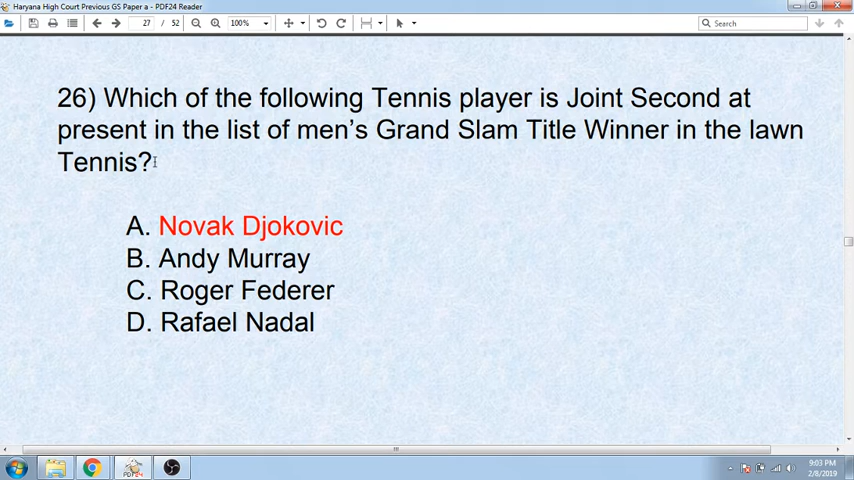 Haryana High Court Previous GS Paper a - PDF24 Reader
27 / 52 100% Search
26) Which of the following Tennis player is Joint Second at
present in the list of men’s Grand Slam Title Winner in the lawn
Tennis?
A. Novak Djokovic
B. Andy Murray
C. Roger Federer
D. Rafael Nadal
PDF24
9:03 PM
2/8/2019